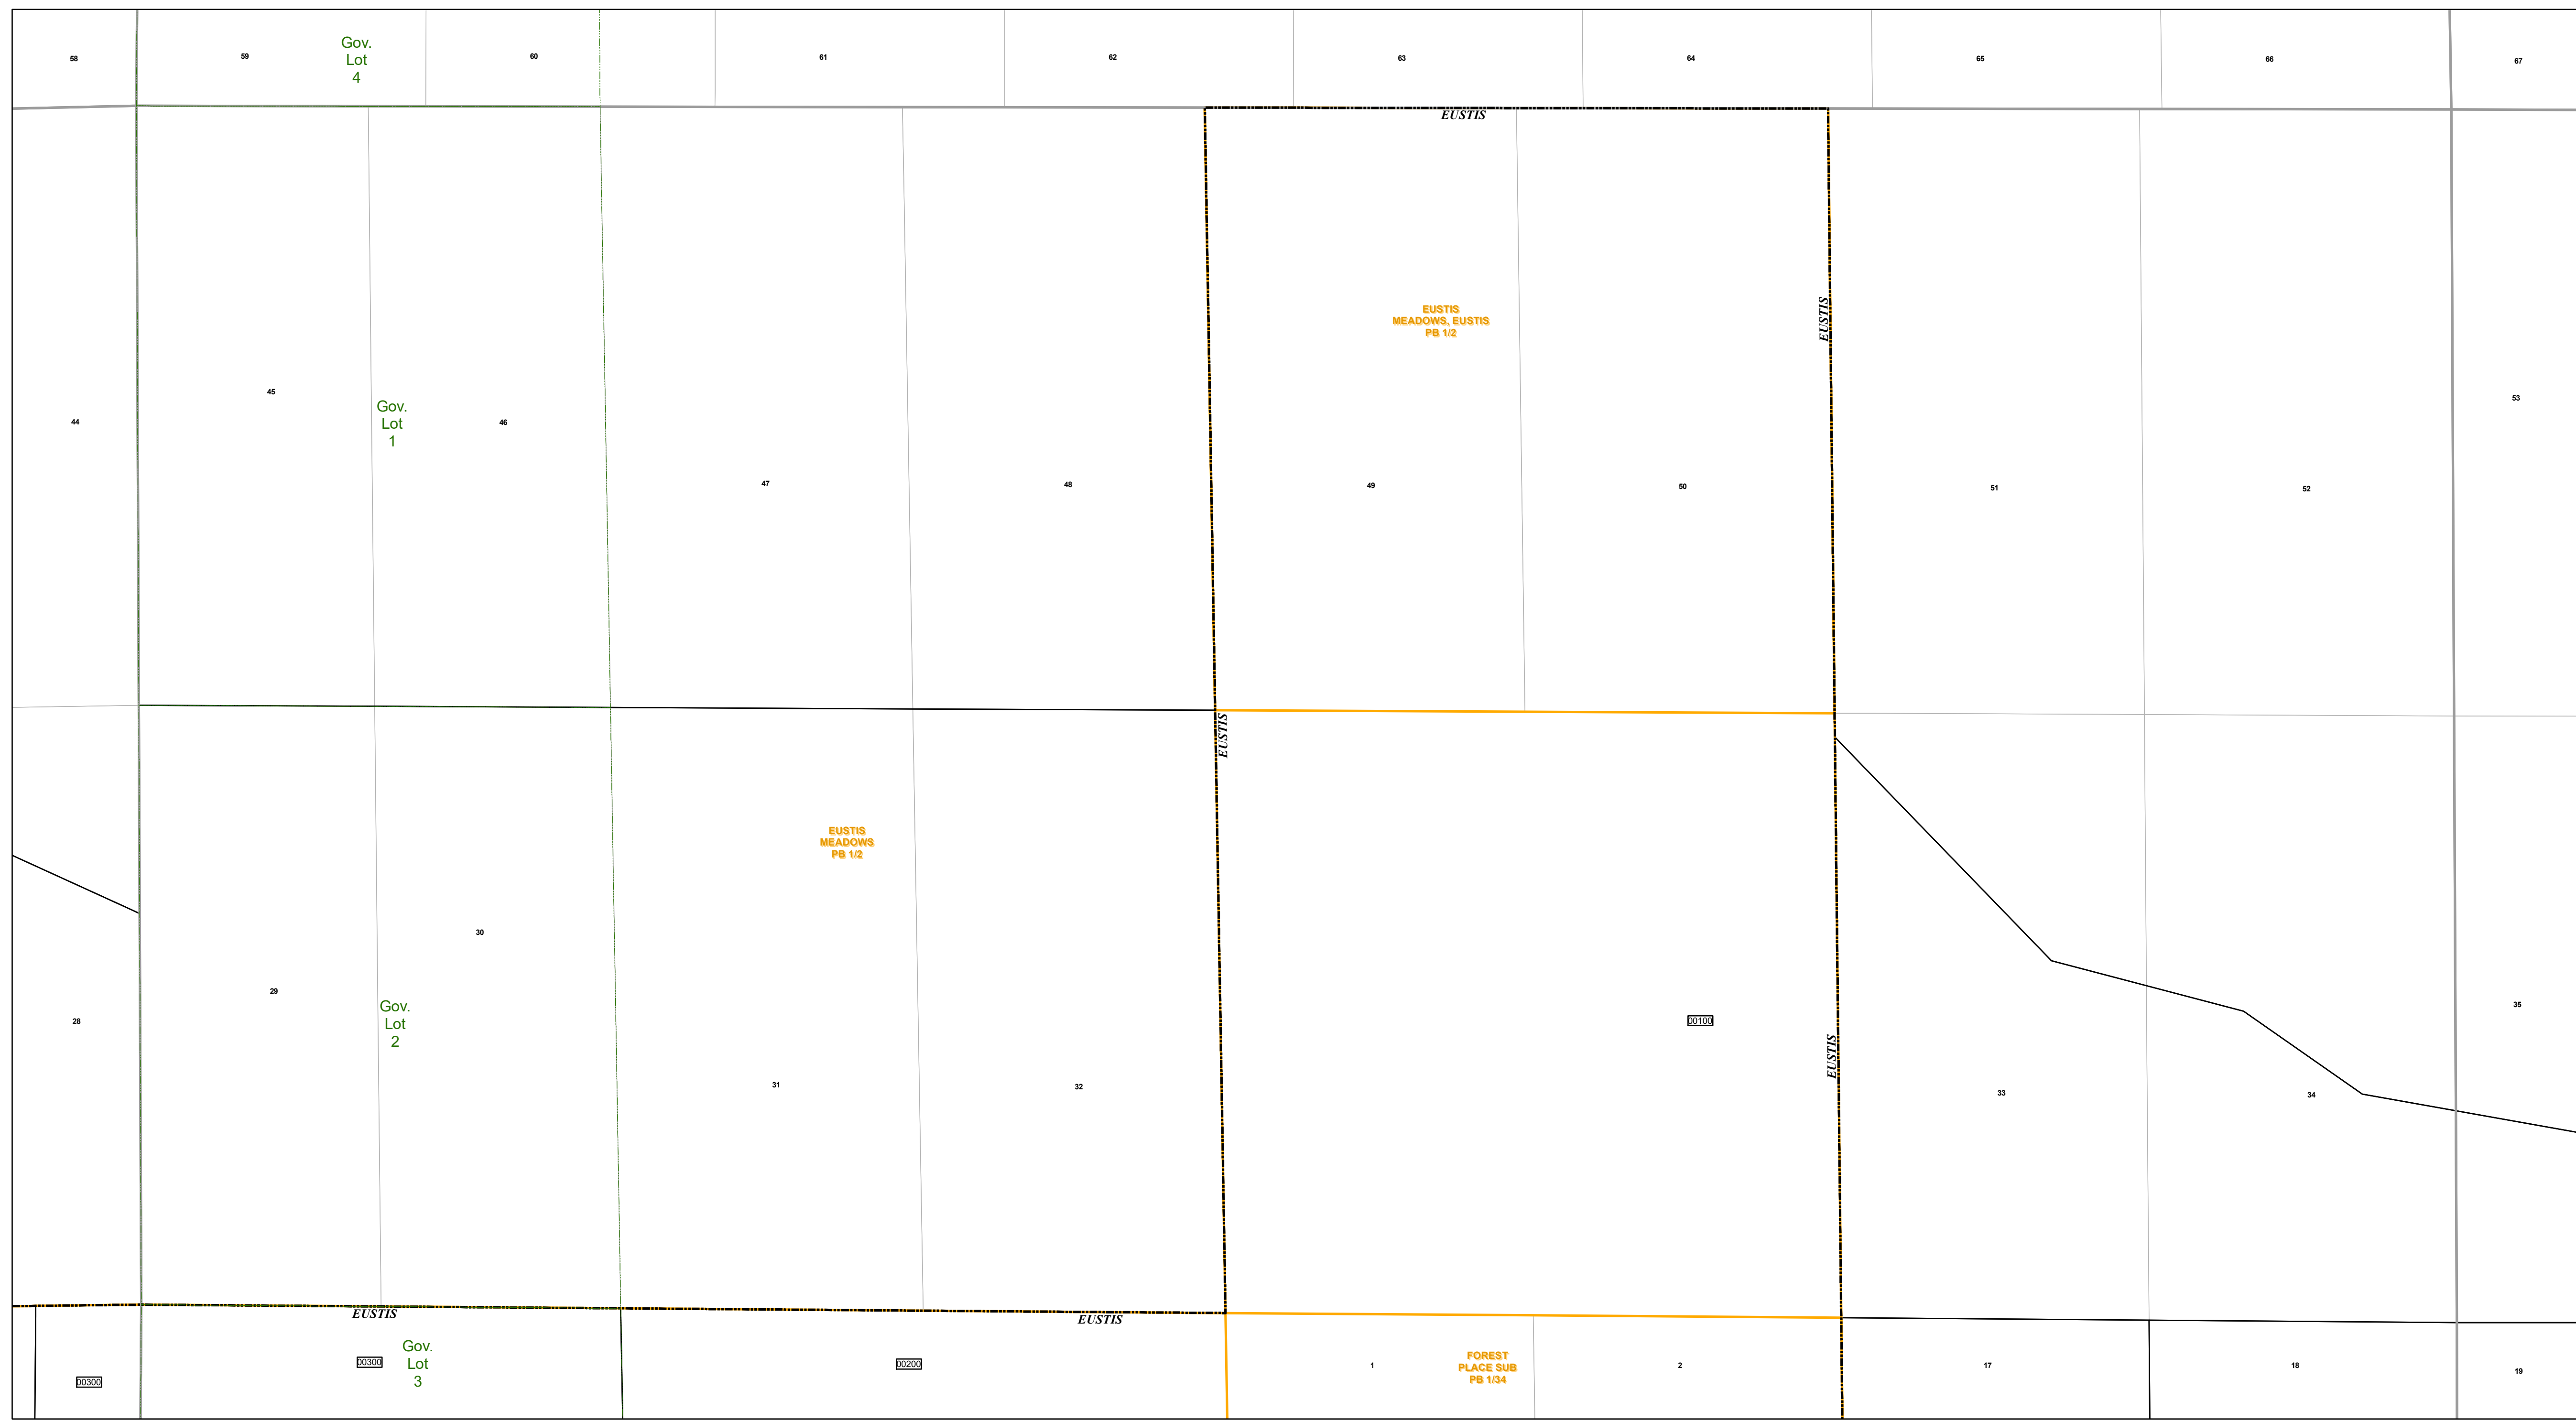 58
59
Gov.
Lot
4
60
61
62
63
64
65
66
67
EUSTIS
EUSTIS
EUSTIS
MEADOWS, EUSTIS
PB 1/2
44
45
Gov.
Lot
1
46
47
48
49
50
51
52
53
EUSTIS
EUSTIS
MEADOWS
PB 1/2
28
29
30
Gov.
Lot
2
31
32
00100
EUSTIS
33
34
35
EUSTIS
EUSTIS
00300
00300
Gov.
Lot
3
00200
1
FOREST
PLACE SUB
PB 1/34
2
17
18
19